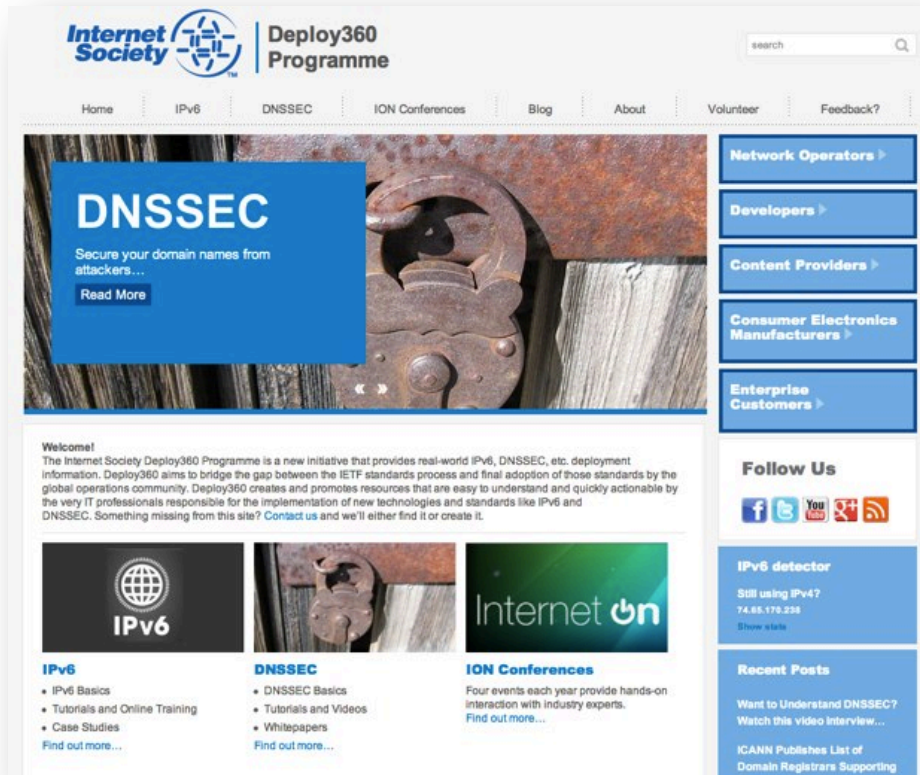 Internet
Society
TM
Deploy360
Programme
search
Home IPv6 DNSSEC ION Conferences Blog About Volunteer Feedback?
DNSSEC
Secure your domain names from
attackers...
Read More
« »
Network Operators
Developers
Content Providers
Consumer Electronics
Manufacturers
Enterprise
Customers
Welcome!
The Internet Society Deploy360 Programme is a new initiative that provides real-world IPv6, DNSSEC, etc. deployment
information. Deploy360 aims to bridge the gap between the IETF standards process and final adoption of those standards by the
global operations community. Deploy360 creates and promotes resources that are easy to understand and quickly actionable by
the very IT professionals responsible for the implementation of new technologies and standards like IPv6 and
DNSSEC. Something missing from this site? Contact us and we'll either find it or create it.
IPv6
Internet on
IPv6
• IPv6 Basics
• Tutorials and Online Training
• Case Studies
Find out more...
DNSSEC
• DNSSEC Basics
• Tutorials and Videos
• Whitepapers
Find out more...
ION Conferences
Four events each year provide hands-on
interaction with industry experts.
Find out more...
Follow Us
f You Tube g+
IPv6 detector
Still using IPv4?
74.65.170.238
Show stats
Recent Posts
Want to Understand DNSSEC?
Watch this video interview...
ICANN Publishes List of
Domain Registrars Supporting